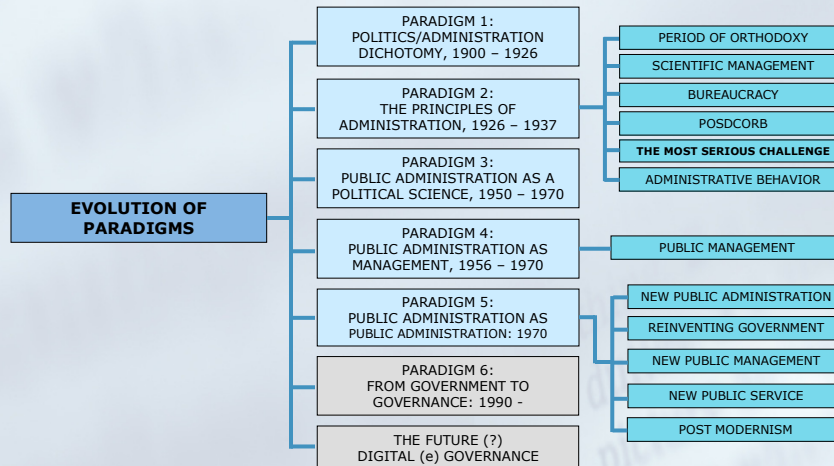 EVOLUTION OF
PARADIGMS
PARADIGM 1:
POLITICS/ADMINISTRATION
DICHOTOMY, 1900 – 1926
PARADIGM 2:
THE PRINCIPLES OF
ADMINISTRATION, 1926 – 1937
PERIOD OF ORTHODOXY
SCIENTIFIC MANAGEMENT
BUREAUCRACY
POSDCORB
THE MOST SERIOUS CHALLENGE
ADMINISTRATIVE BEHAVIOR
PARADIGM 3:
PUBLIC ADMINISTRATION AS A
POLITICAL SCIENCE, 1950 – 1970
PARADIGM 4:
PUBLIC ADMINISTRATION AS
MANAGEMENT, 1956 – 1970
PUBLIC MANAGEMENT
PARADIGM 5:
PUBLIC ADMINISTRATION AS
PUBLIC ADMINISTRATION: 1970
NEW PUBLIC ADMINISTRATION
REINVENTING GOVERNMENT
NEW PUBLIC MANAGEMENT
NEW PUBLIC SERVICE
POST MODERNISM
PARADIGM 6:
FROM GOVERNMENT TO
GOVERNANCE: 1990 -
THE FUTURE (?)
DIGITAL (e) GOVERNANCE